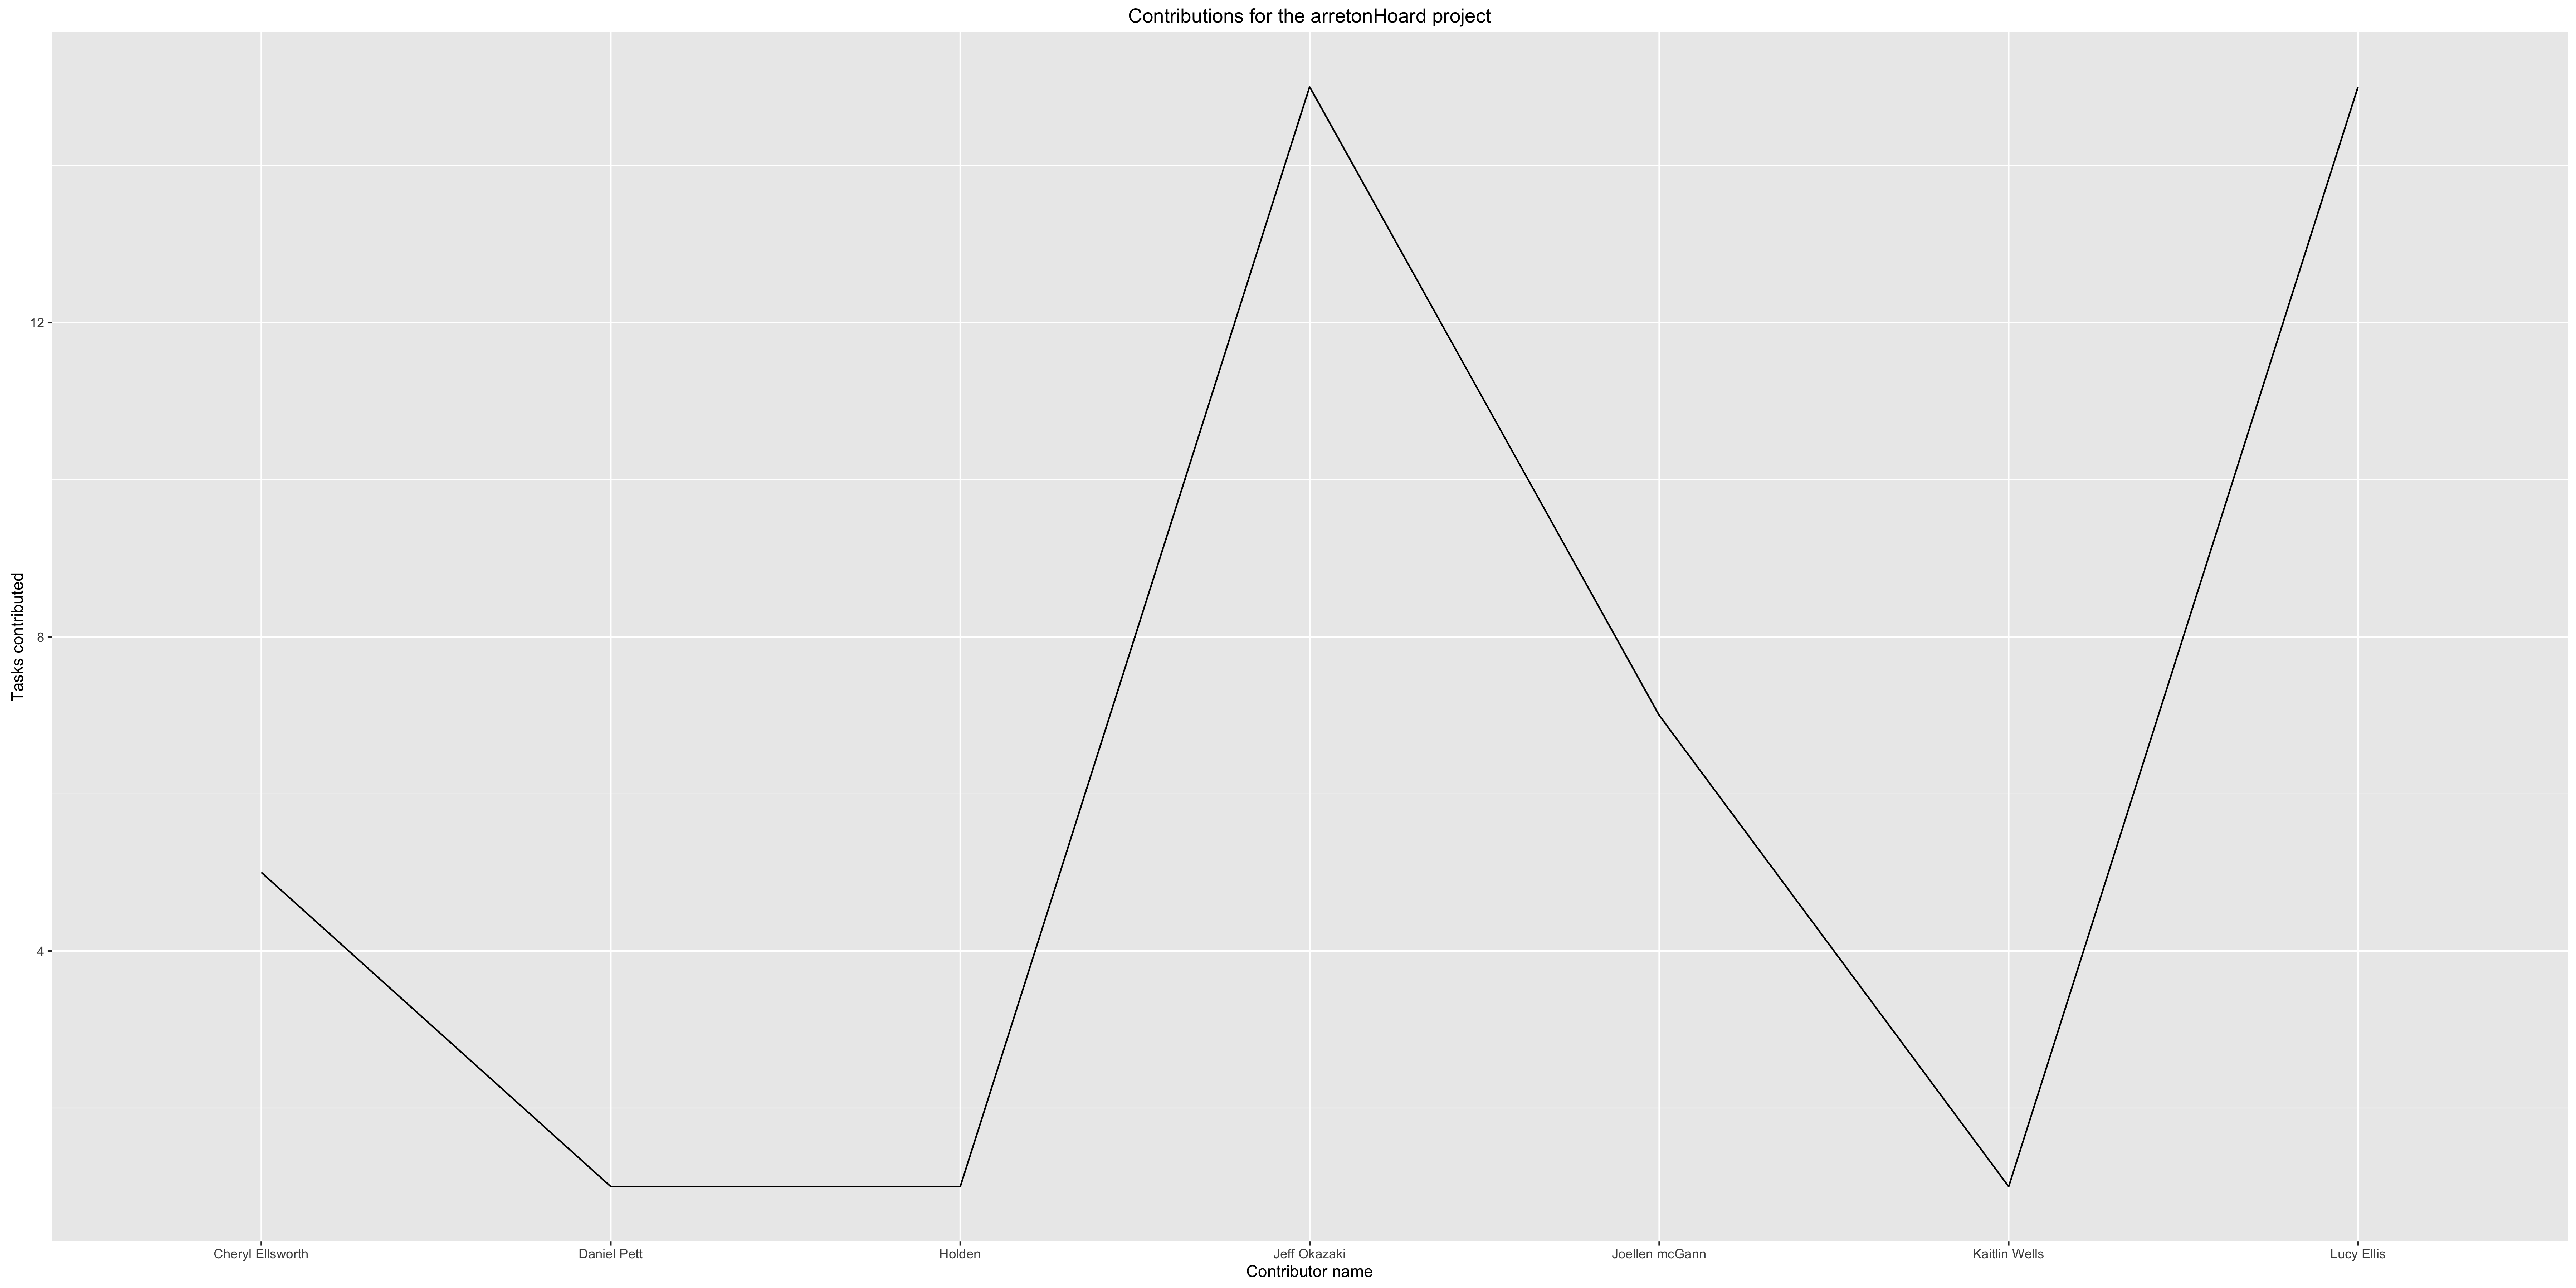 Contributions for the arretonHoard project
Tasks contributed
12
8
4
Cheryl Ellsworth
Daniel Pett
Holden
Jeff Okazaki
Joellen mcGann
Kaitlin Wells
Lucy Ellis
Contributor name